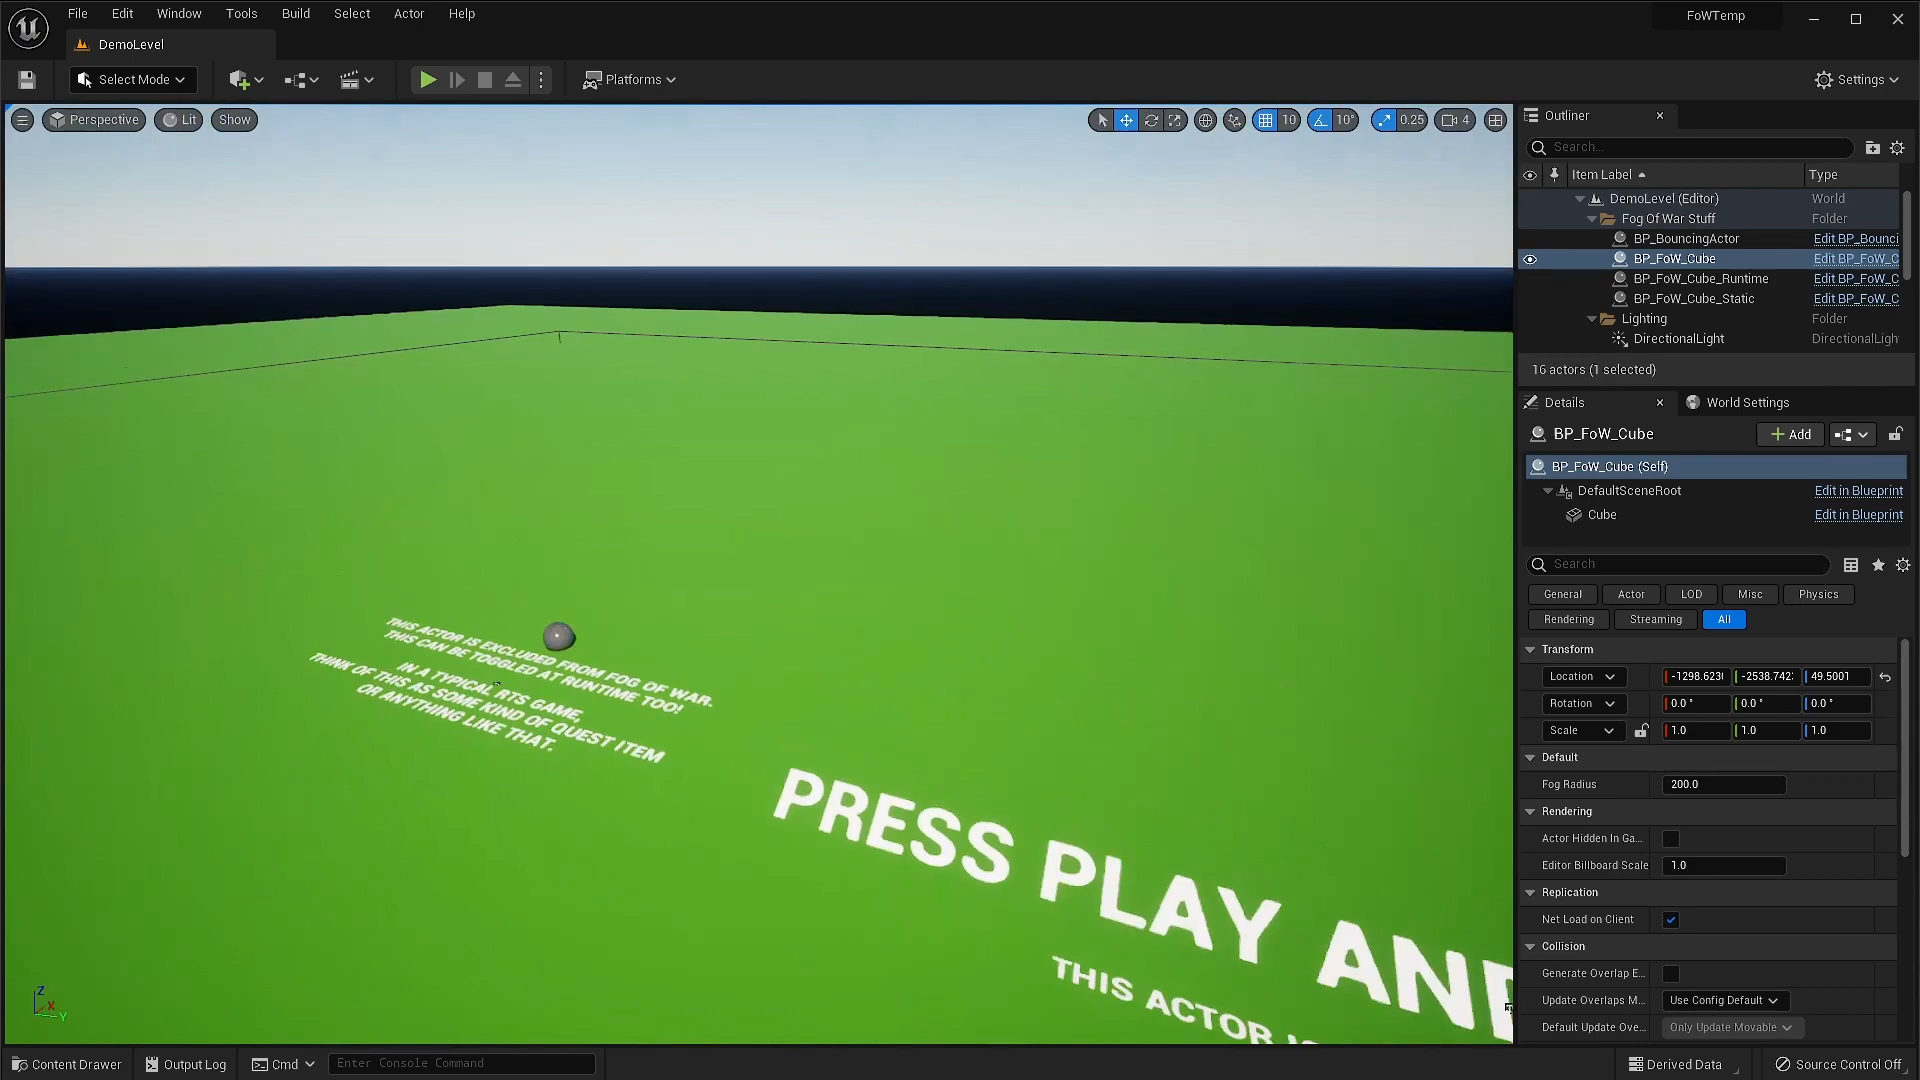 File Edit Window Tools Build Select Actor Help
FoWTemp
DemoLevel
Select Mode
Platforms
Settings
Perspective Lit Show
10 10° 0.25 4
THIS ACTOR IS EXCLUDED FROM FOG OF WAR.
THIS CAN BE TOGGLED AT RUNTIME TOO!
IN A TYPICAL RTS GAME,
THINK OF THIS AS SOME KIND OF QUEST ITEM
OR ANYTHING LIKE THAT.
PRESS PLAY AND
THIS ACTOR
Z
X
Y
Outliner
Search...
Item Label Type
DemoLevel (Editor) World
Fog Of War Stuff Folder
BP_BouncingActor Edit BP_Bounci
BP_FoW_Cube Edit BP_FoW_C
BP_FoW_Cube_Runtime Edit BP_FoW_C
BP_FoW_Cube_Static Edit BP_FoW_C
Lighting Folder
DirectionalLight DirectionalLigh
16 actors (1 selected)
Details World Settings
BP_FoW_Cube Add
BP_FoW_Cube (Self)
DefaultSceneRoot Edit in Blueprint
Cube Edit in Blueprint
Search
General Actor LOD Misc Physics
Rendering Streaming All
Transform
Location -1298.623 -2538.742 49.5001
Rotation 0.0° 0.0° 0.0°
Scale 1.0 1.0 1.0
Default
Fog Radius 200.0
Rendering
Actor Hidden In Ga...
Editor Billboard Scale 1.0
Replication
Net Load on Client
Collision
Generate Overlap E...
Update Overlaps M... Use Config Default
Default Update Ove... Only Update Movable
Content Drawer Output Log Cmd Enter Console Command
Derived Data Source Control Off